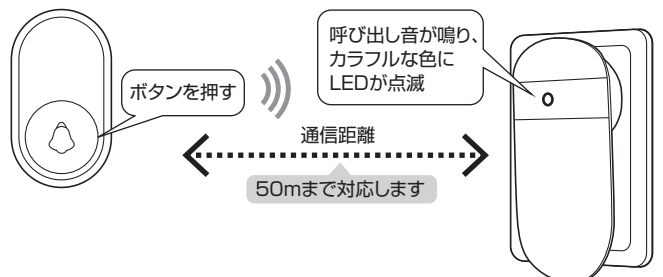 ボタンを押す
呼び出し音が鳴り、
カラフルな色に
LEDが点滅
通信距離
50mまで対応します